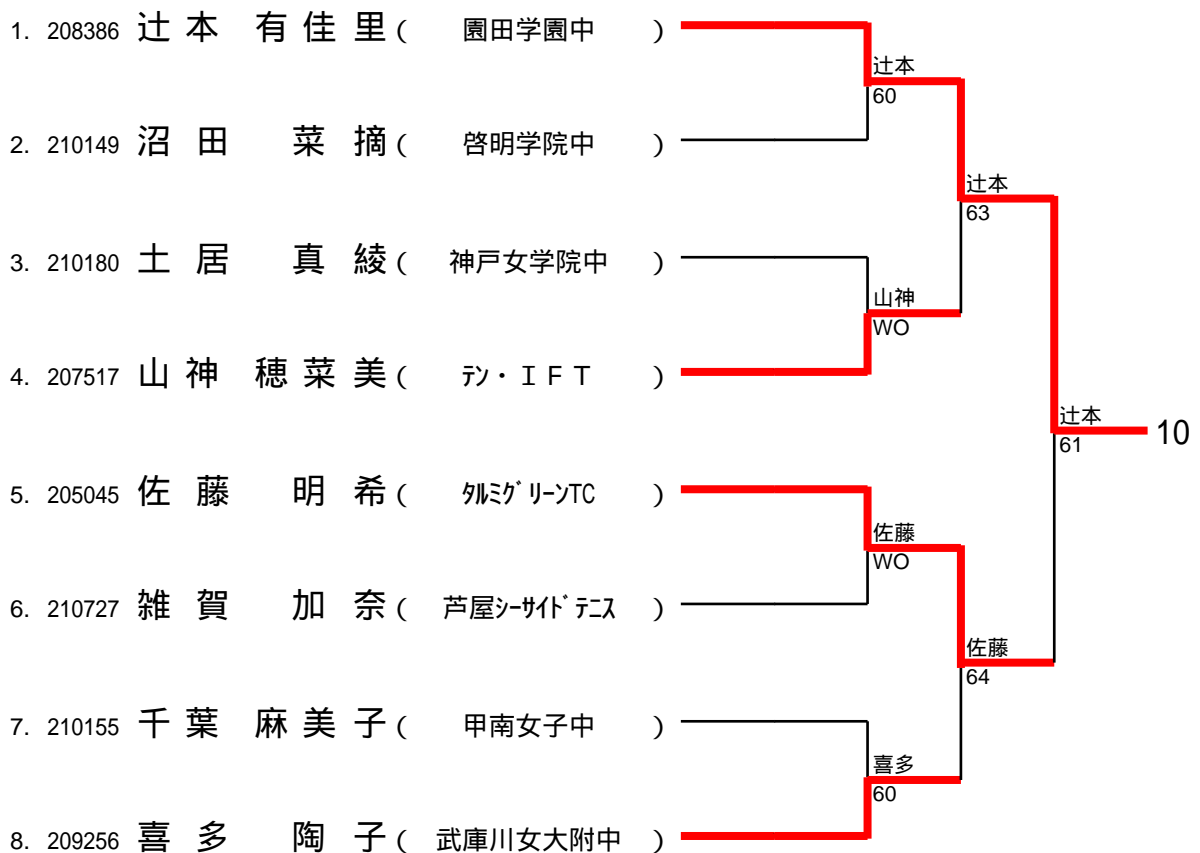 1. 208386 辻本 有佳里 ( 園田学園中 )
辻本
60
2. 210149 沼田 菜摘 ( 啓明学院中 )
辻本
63
3. 210180 土居 真綾 ( 神戸女学院中 )
山神
WO
4. 207517 山神 穂菜美 ( ﾃﾝ・ＩＦＴ )
辻本
61
10
5. 205045 佐藤 明希 ( ﾀﾙﾐｸﾞﾘｰﾝTC )
佐藤
WO
6. 210727 雑賀 加奈 ( 芦屋ｼｰｻｲﾄﾞﾃﾆｽ )
佐藤
64
7. 210155 千葉 麻美子 ( 甲南女子中 )
喜多
60
8. 209256 喜多 陶子 ( 武庫川女大附中 )